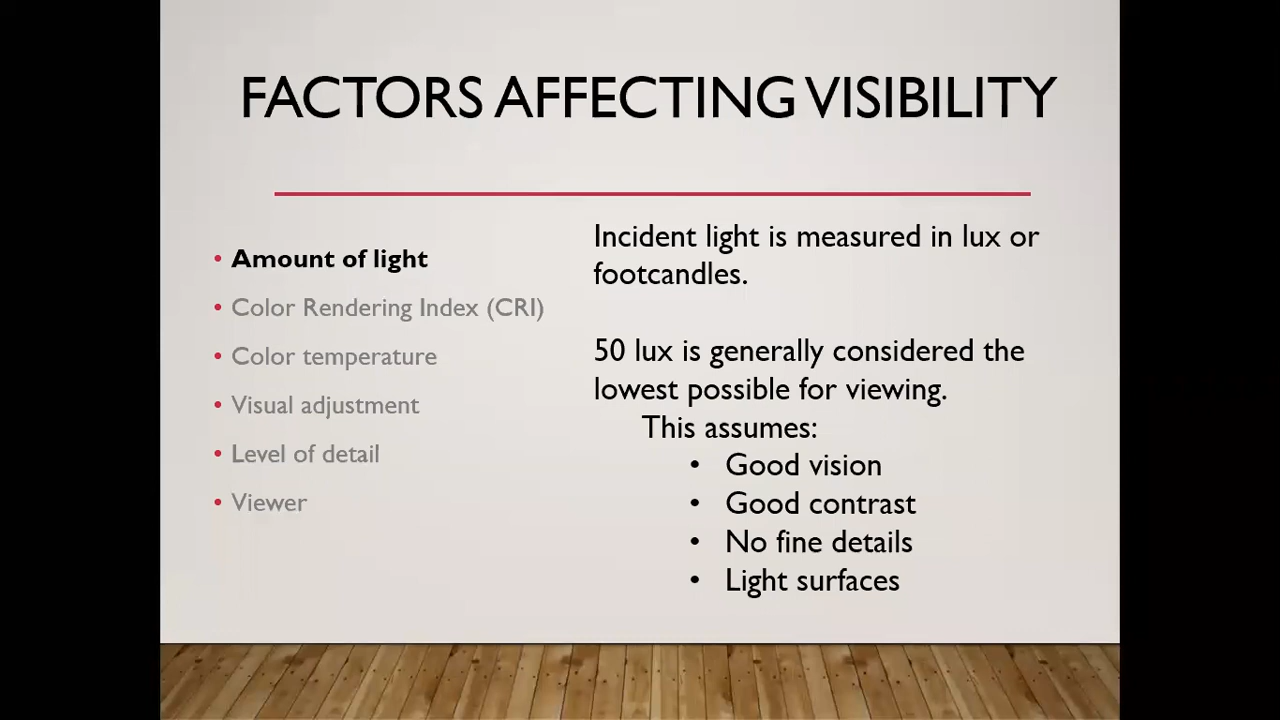 FACTORS AFFECTING VISIBILITY
• Amount of light
• Color Rendering Index (CRI)
• Color temperature
• Visual adjustment
• Level of detail
• Viewer
Incident light is measured in lux or
footcandles.
50 lux is generally considered the
lowest possible for viewing.
This assumes:
• Good vision
• Good contrast
• No fine details
• Light surfaces